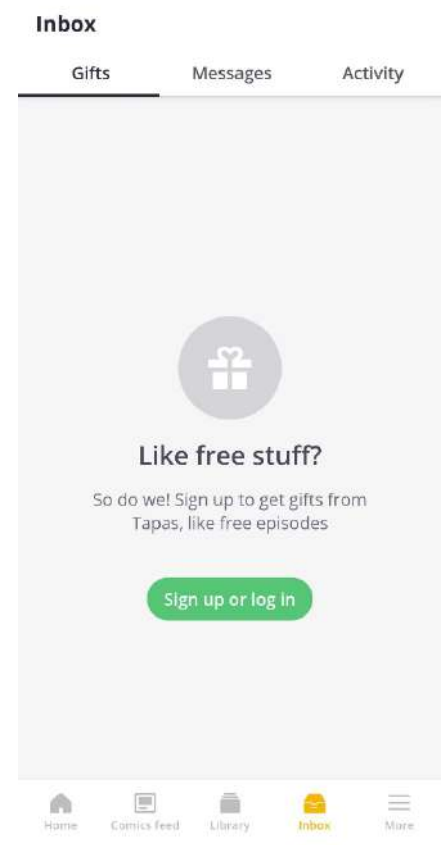 Inbox
Gifts Messages Activity
Like free stuff?
So do we! Sign up to get gifts from
Tapas, like free episodes
Sign up or log in
Home Comics feed Library Inbox More